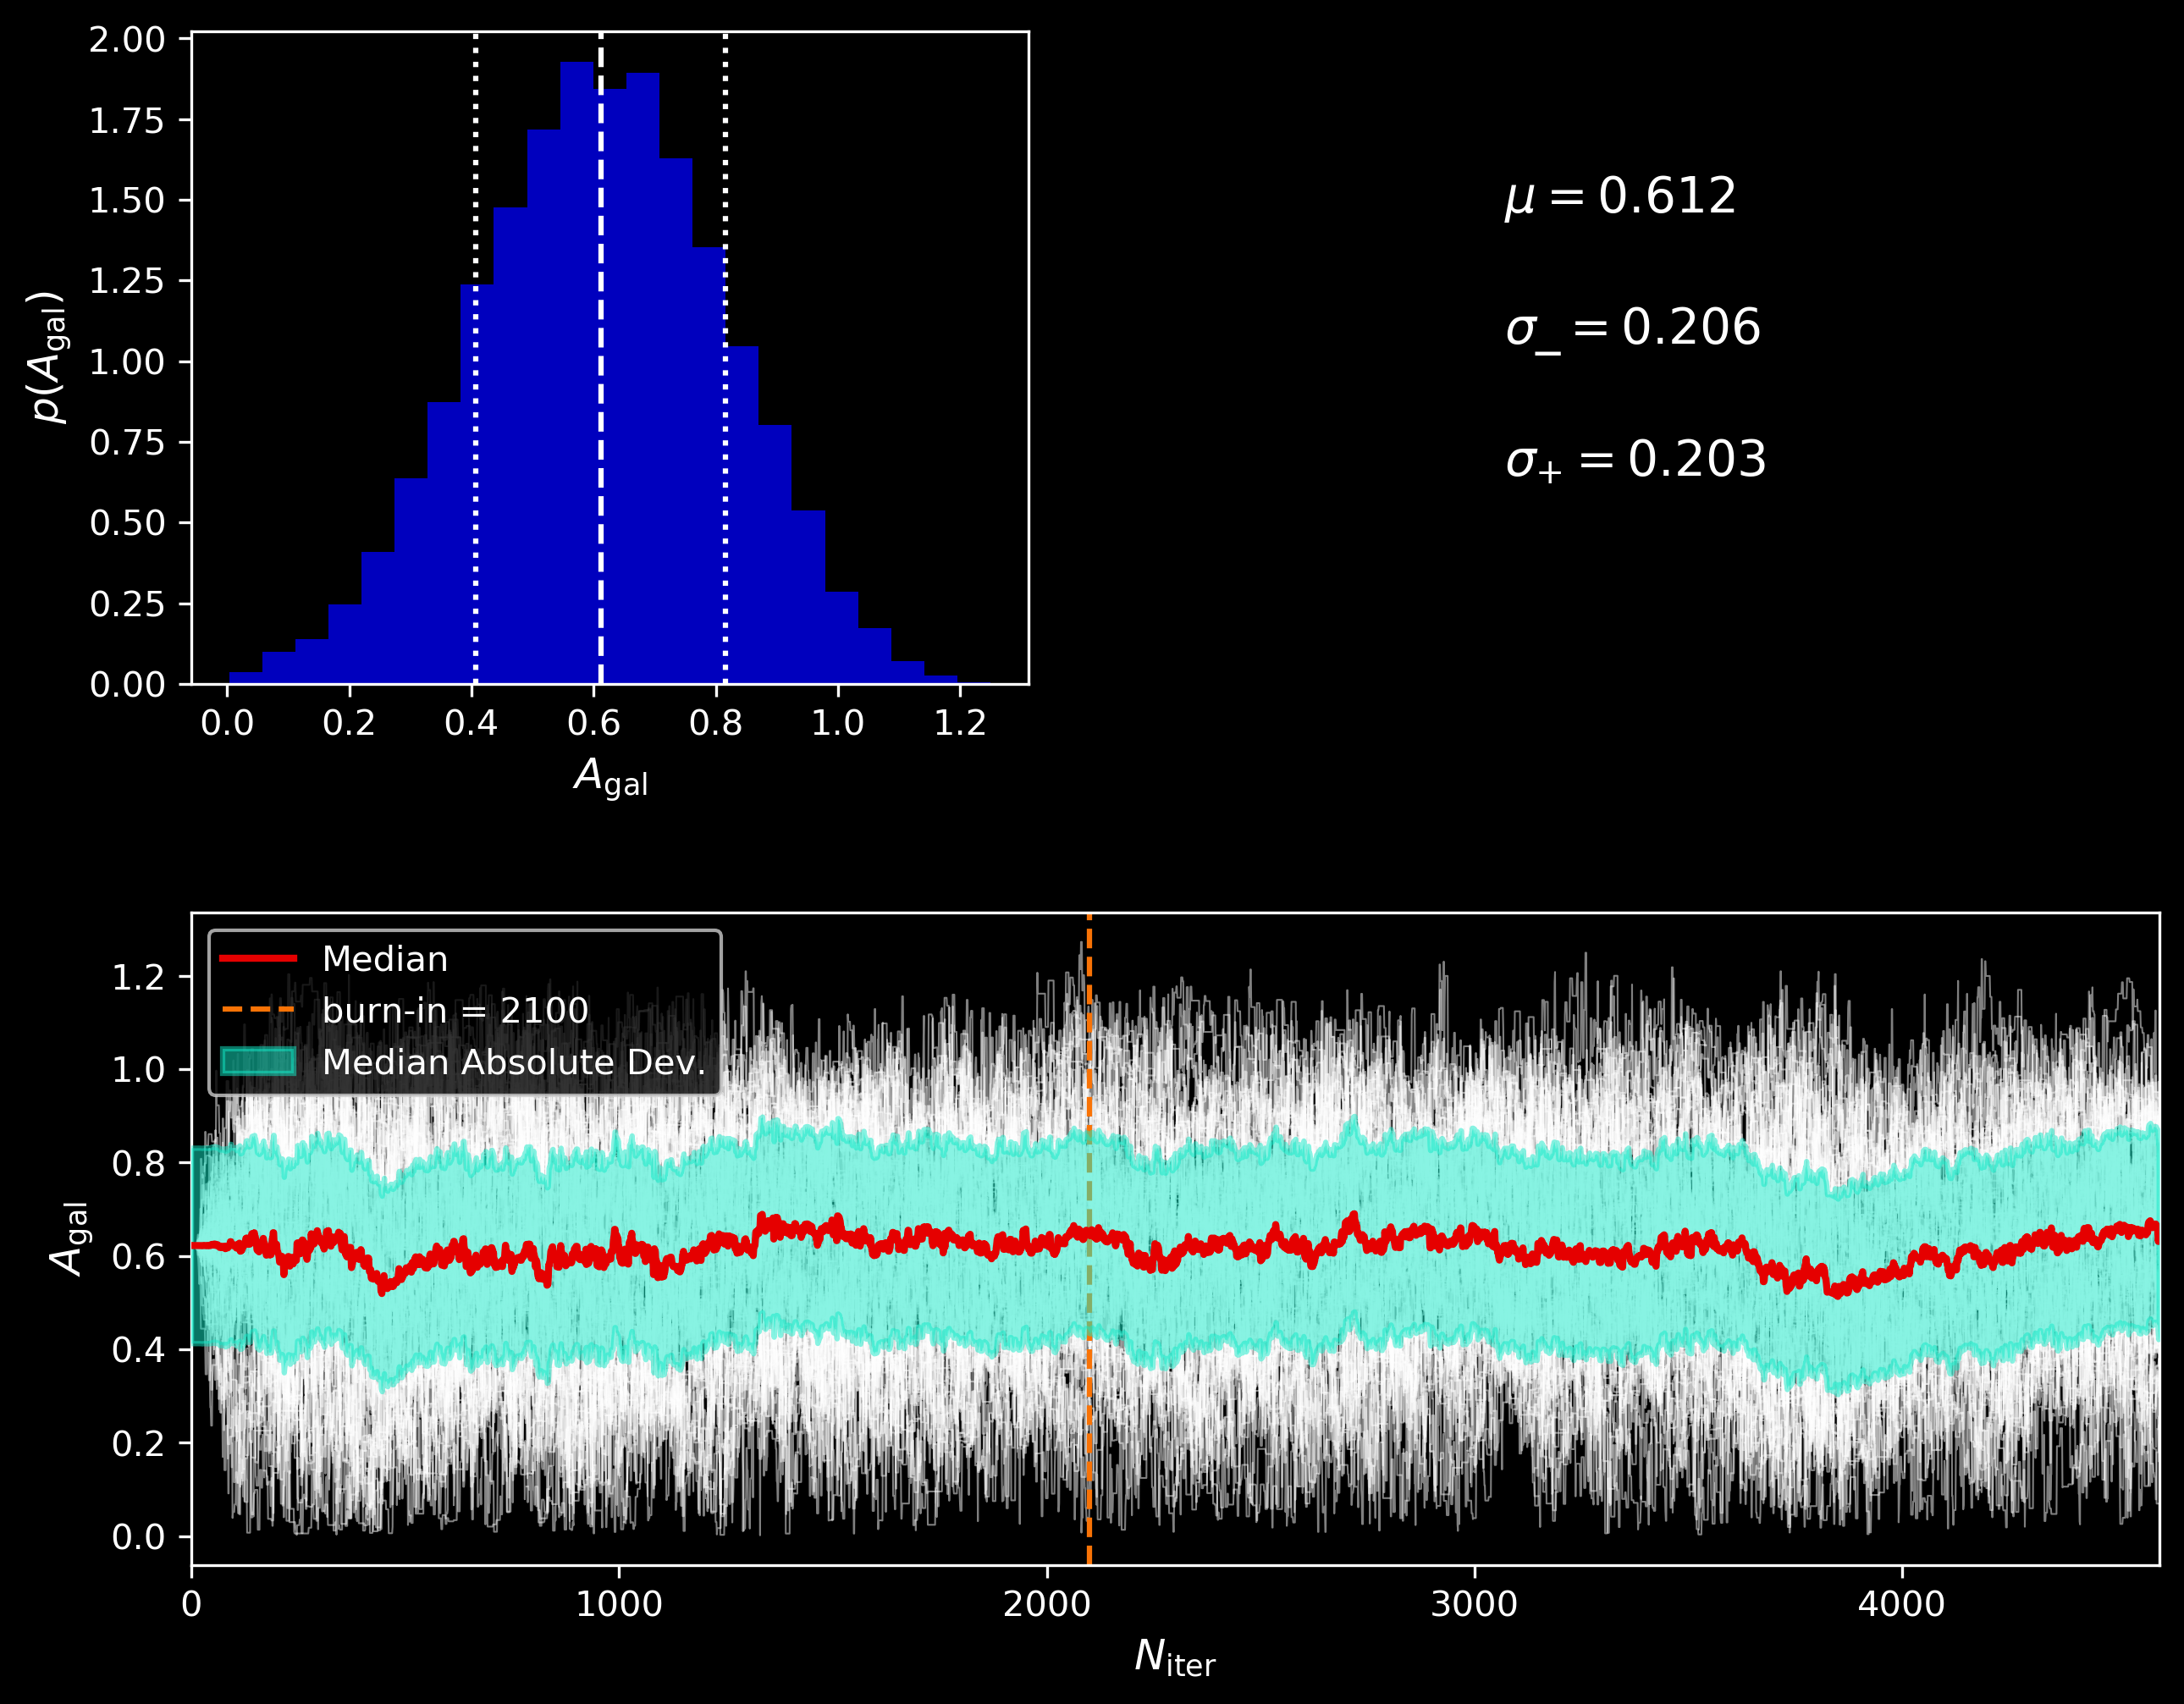 2.00
1.75
1.50
1.25
1.00
0.75
0.50
0.25
0.00
p(A_gal)
0.0 0.2 0.4 0.6 0.8 1.0 1.2
A_gal
μ = 0.612
σ_− = 0.206
σ_+ = 0.203
Median
burn-in = 2100
Median Absolute Dev.
1.2
1.0
0.8
0.6
0.4
0.2
0.0
A_gal
0 1000 2000 3000 4000
N_iter